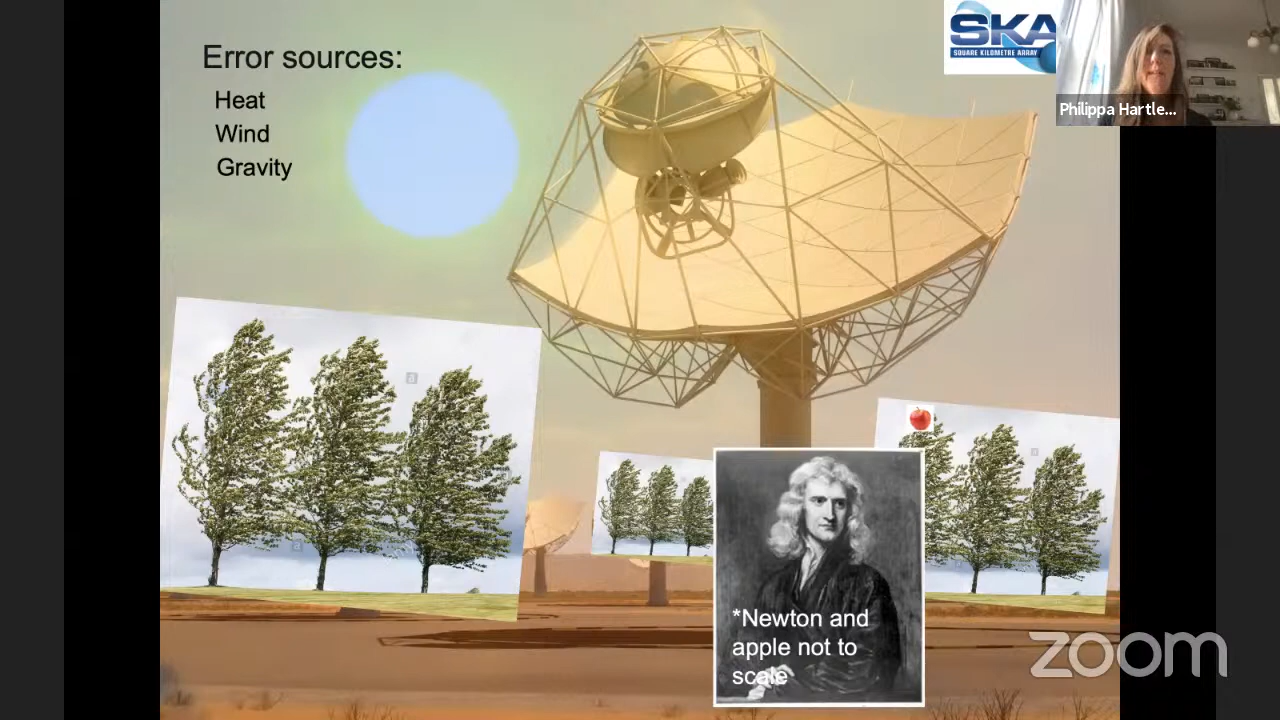 Error sources:
Heat
Wind
Gravity
SKA
SQUARE KILOMETRE ARRAY
Philippa Hartle...
a
a
a
*Newton and
apple not to
scale
zoom